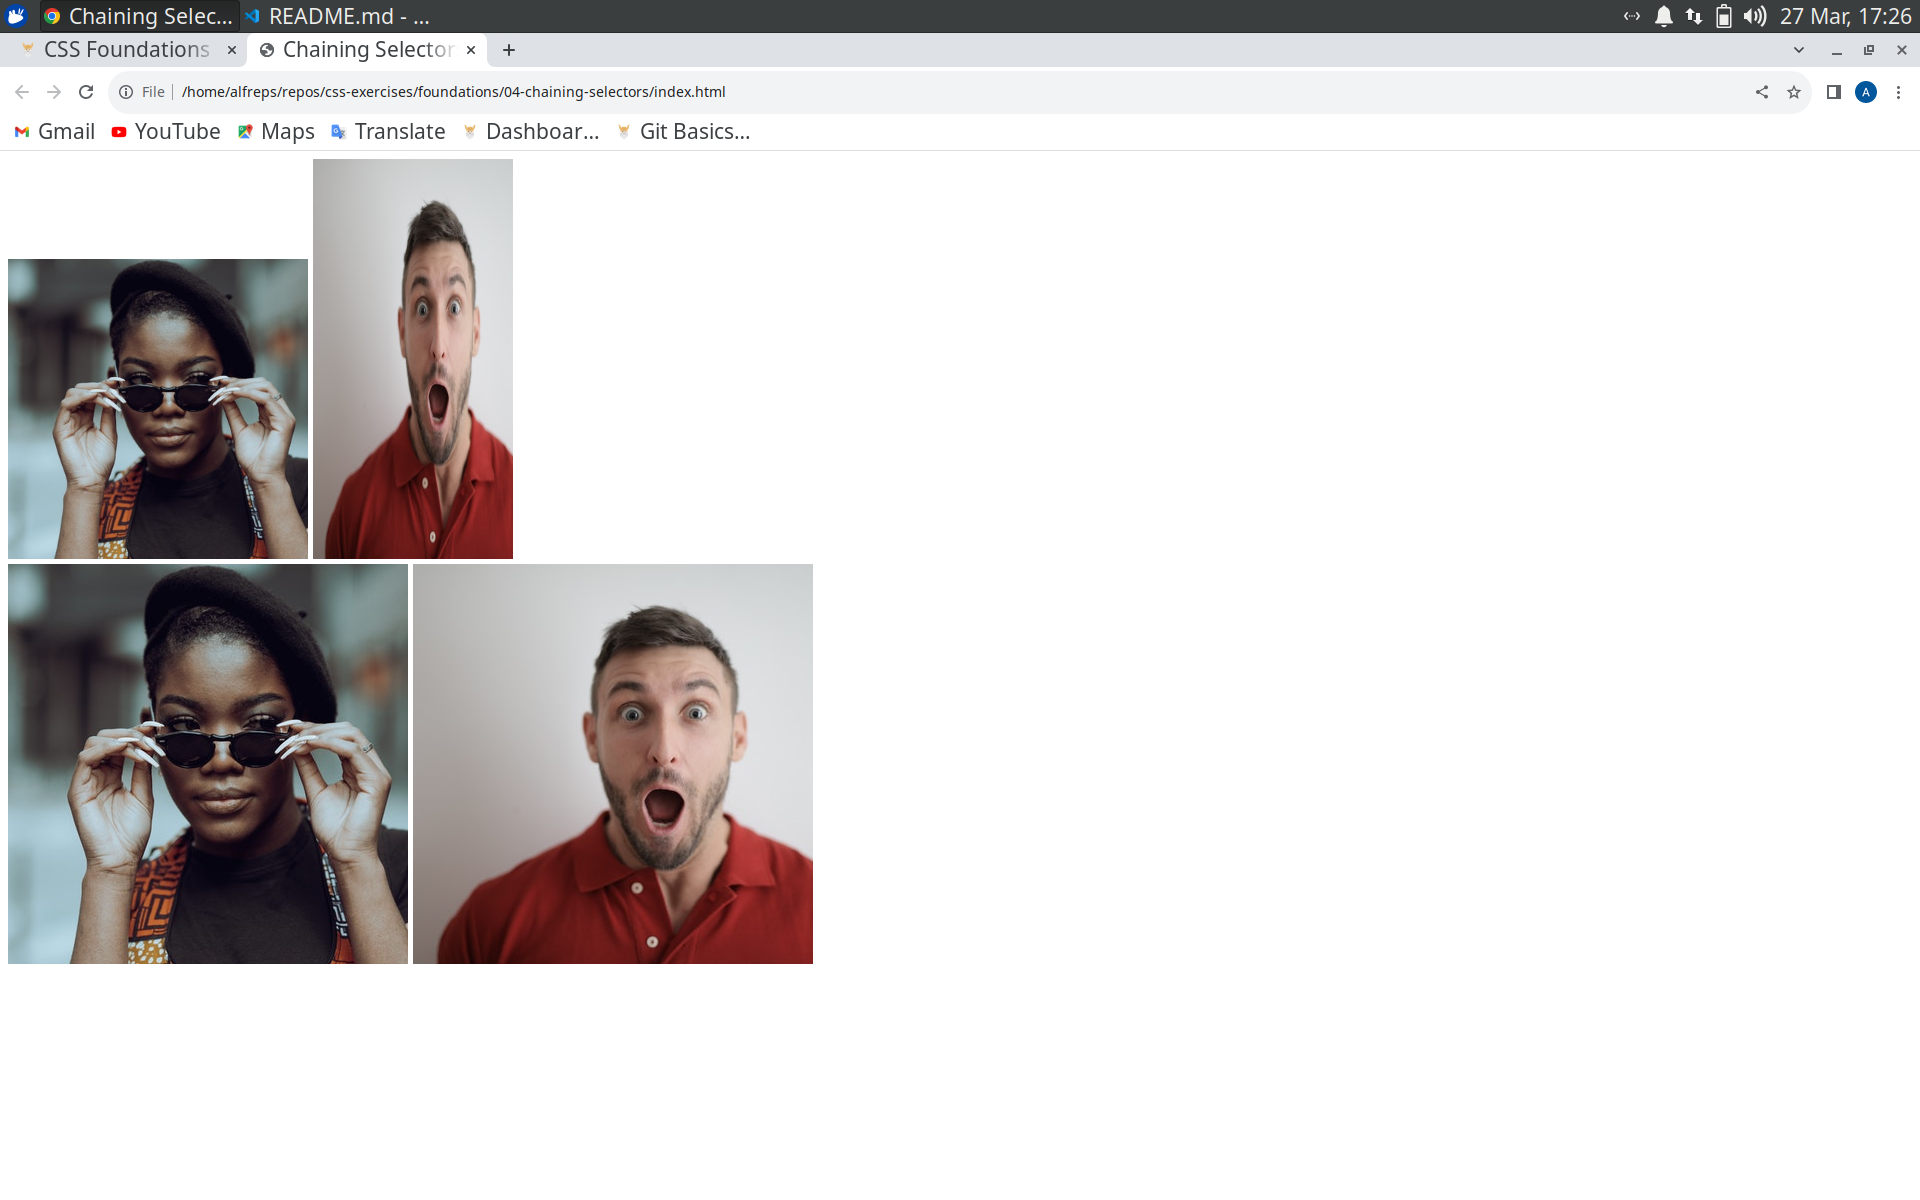 Chaining Selec... README.md - ... 27 Mar, 17:26
CSS Foundations Chaining Selector
File /home/alfreps/repos/css-exercises/foundations/04-chaining-selectors/index.html A
Gmail YouTube Maps Translate Dashboar... Git Basics...